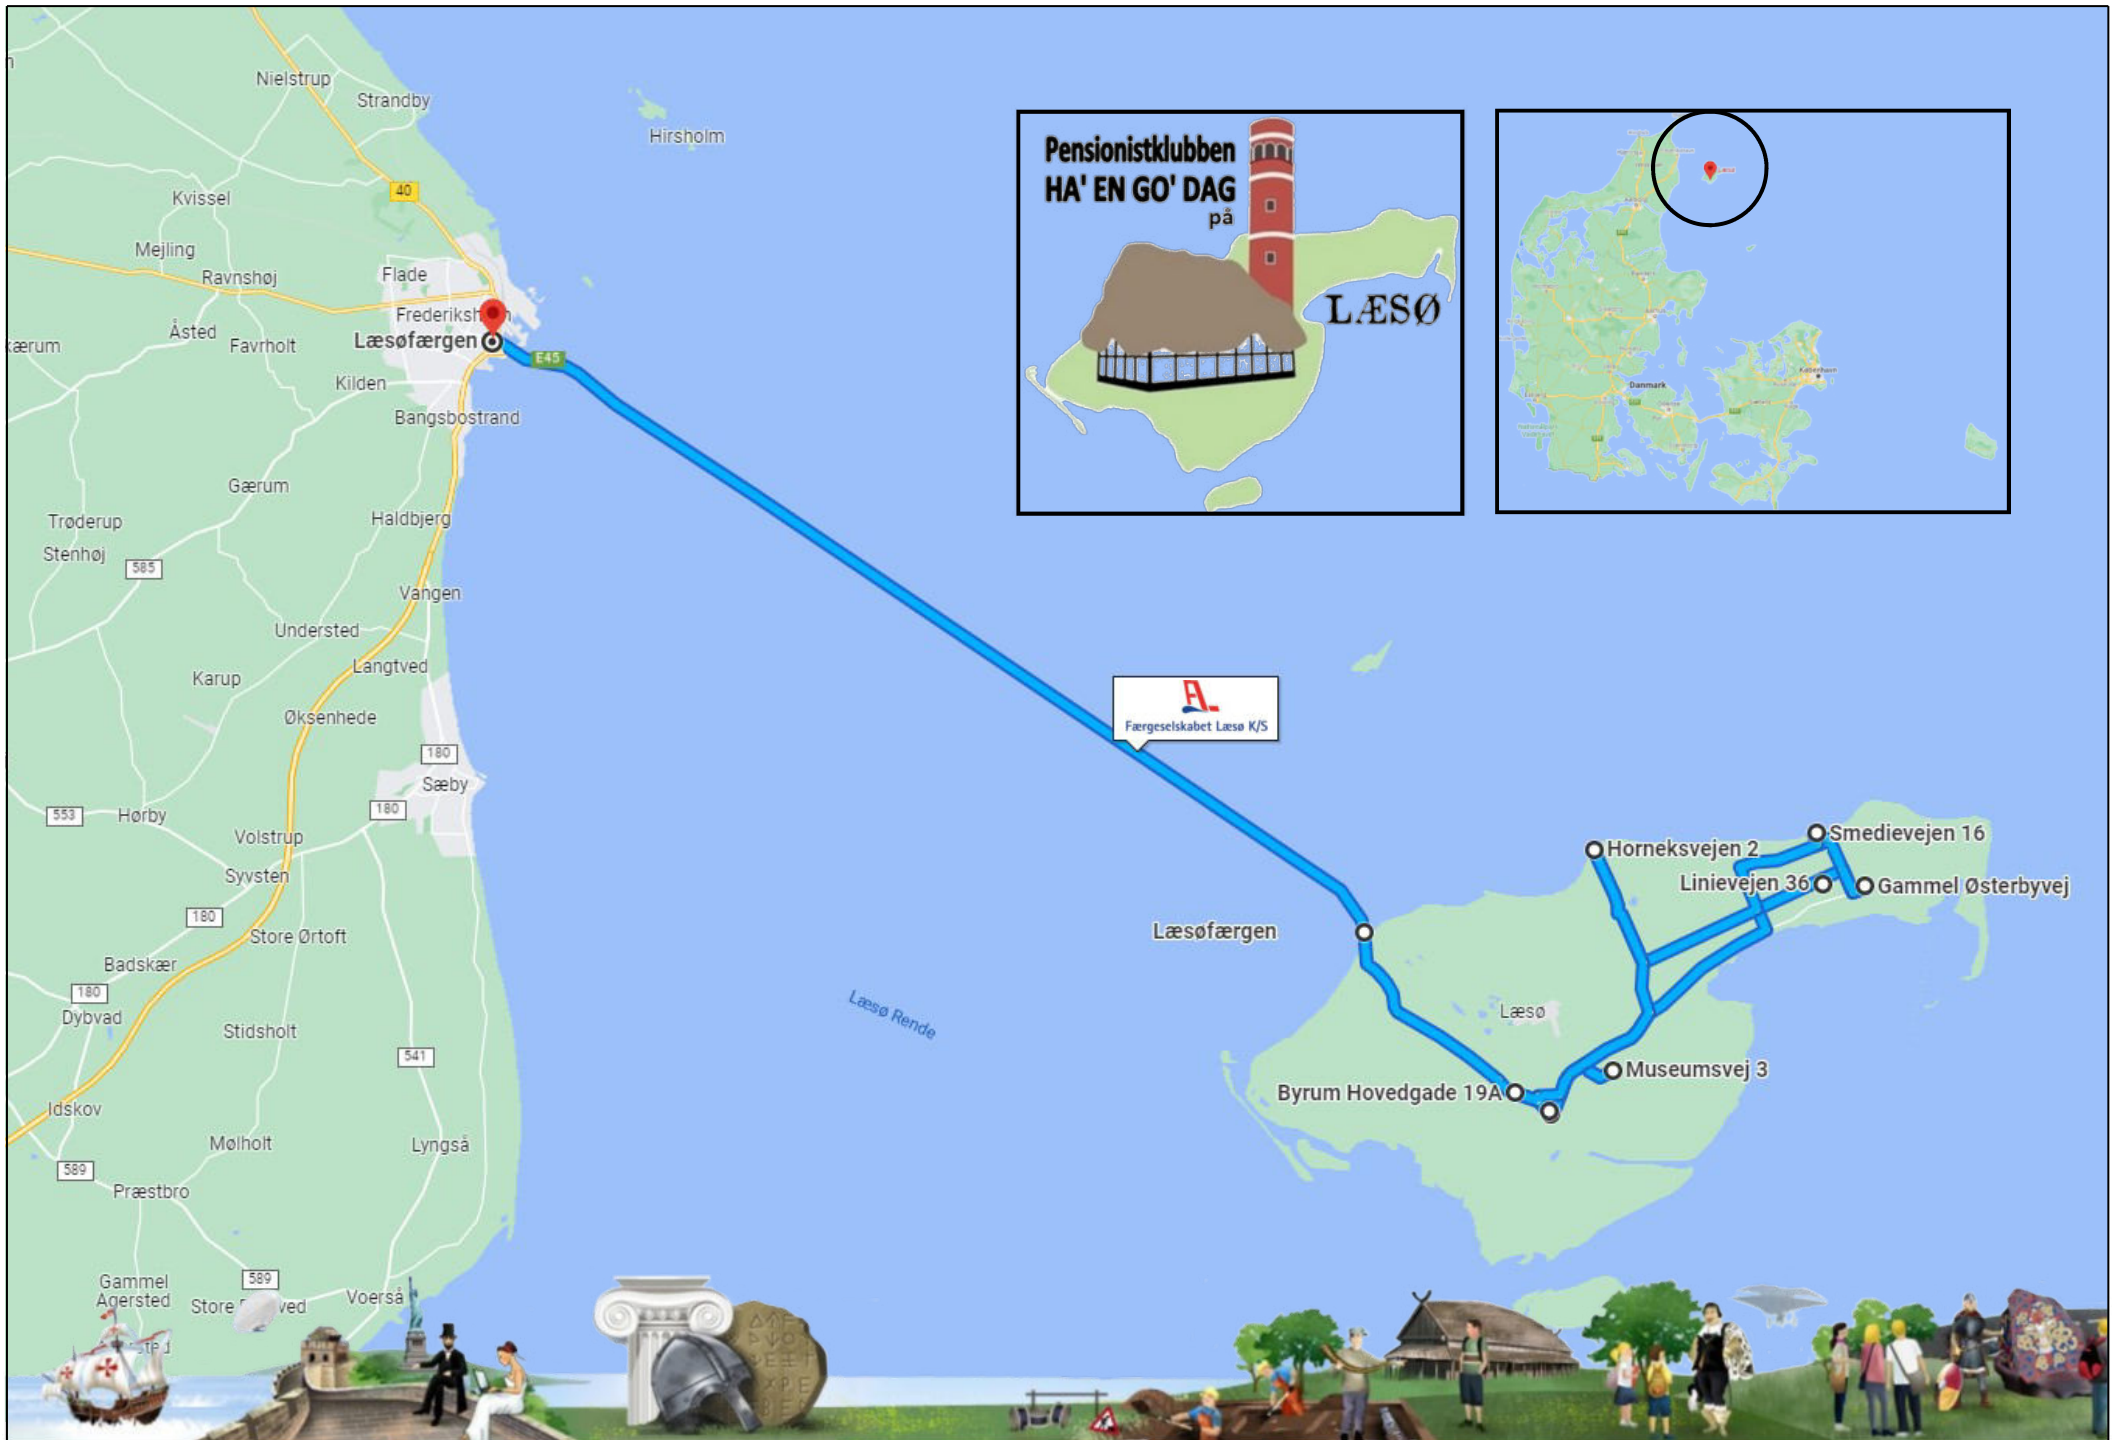 Nielstrup
Strandby
Hirsholm
40
Kvissel
Mejling
Ravnshøj
Flade
Åsted
Favrholt
Læsøfærgen
E45
Kilden
Bangsbostrand
Gærum
Trøderup
Stenhøj
585
Haldbjerg
Vangen
Understed
Langtved
Karup
Øksenhede
180
Sæby
180
553
Hørby
Volstrup
Syvsten
180
Store Ørtoft
Badskær
180
Dybvad
Stidsholt
541
Idskov
Mølholt
Lyngså
589
Præstbro
Gammel
Agersted
589
Store
Voerså
Pensionistklubben
HA' EN GO' DAG
på
LÆSØ
Læsø
Danmark
København
Færgeselskabet Læsø K/S
Læsø Rende
Læsøfærgen
Horneksvejen 2
Smedievejen 16
Linievejen 36
Gammel Østerbyvej
Læsø
Museumsvej 3
Byrum Hovedgade 19A